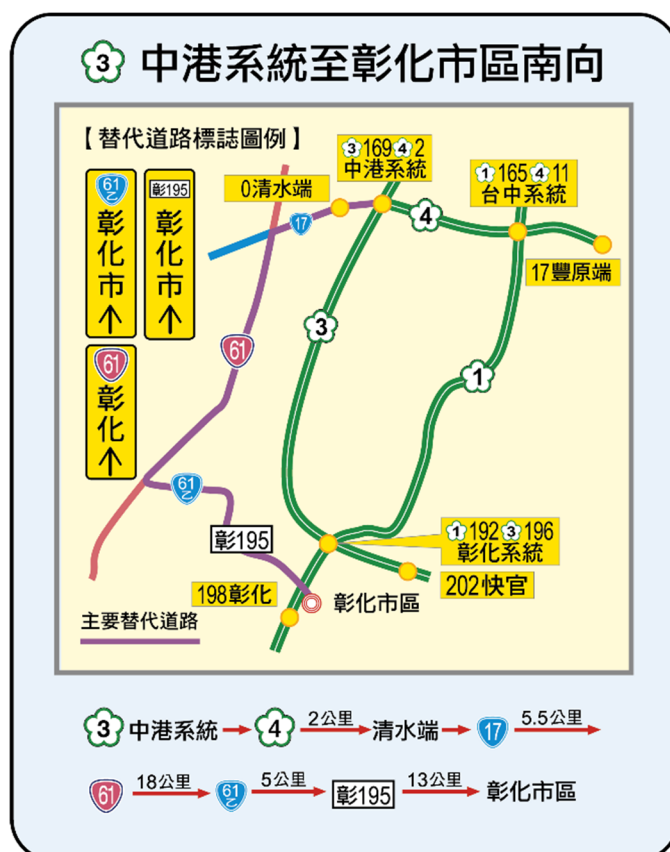 3 中港系統至彰化市區南向
【替代道路標誌圖例】
61乙 彰化市↑
彰195 彰化市↑
61 彰化↑
3 169 4 2
中港系統
1 165 4 11
台中系統
0清水端
17
4
17豐原端
3
61
1
61乙
彰195
1 192 3 196
彰化系統
202快官
198彰化
彰化市區
主要替代道路
3 中港系統 → 4 2公里 → 清水端 → 17 5.5公里 →
61 18公里 → 61乙 5公里 → 彰195 13公里 → 彰化市區